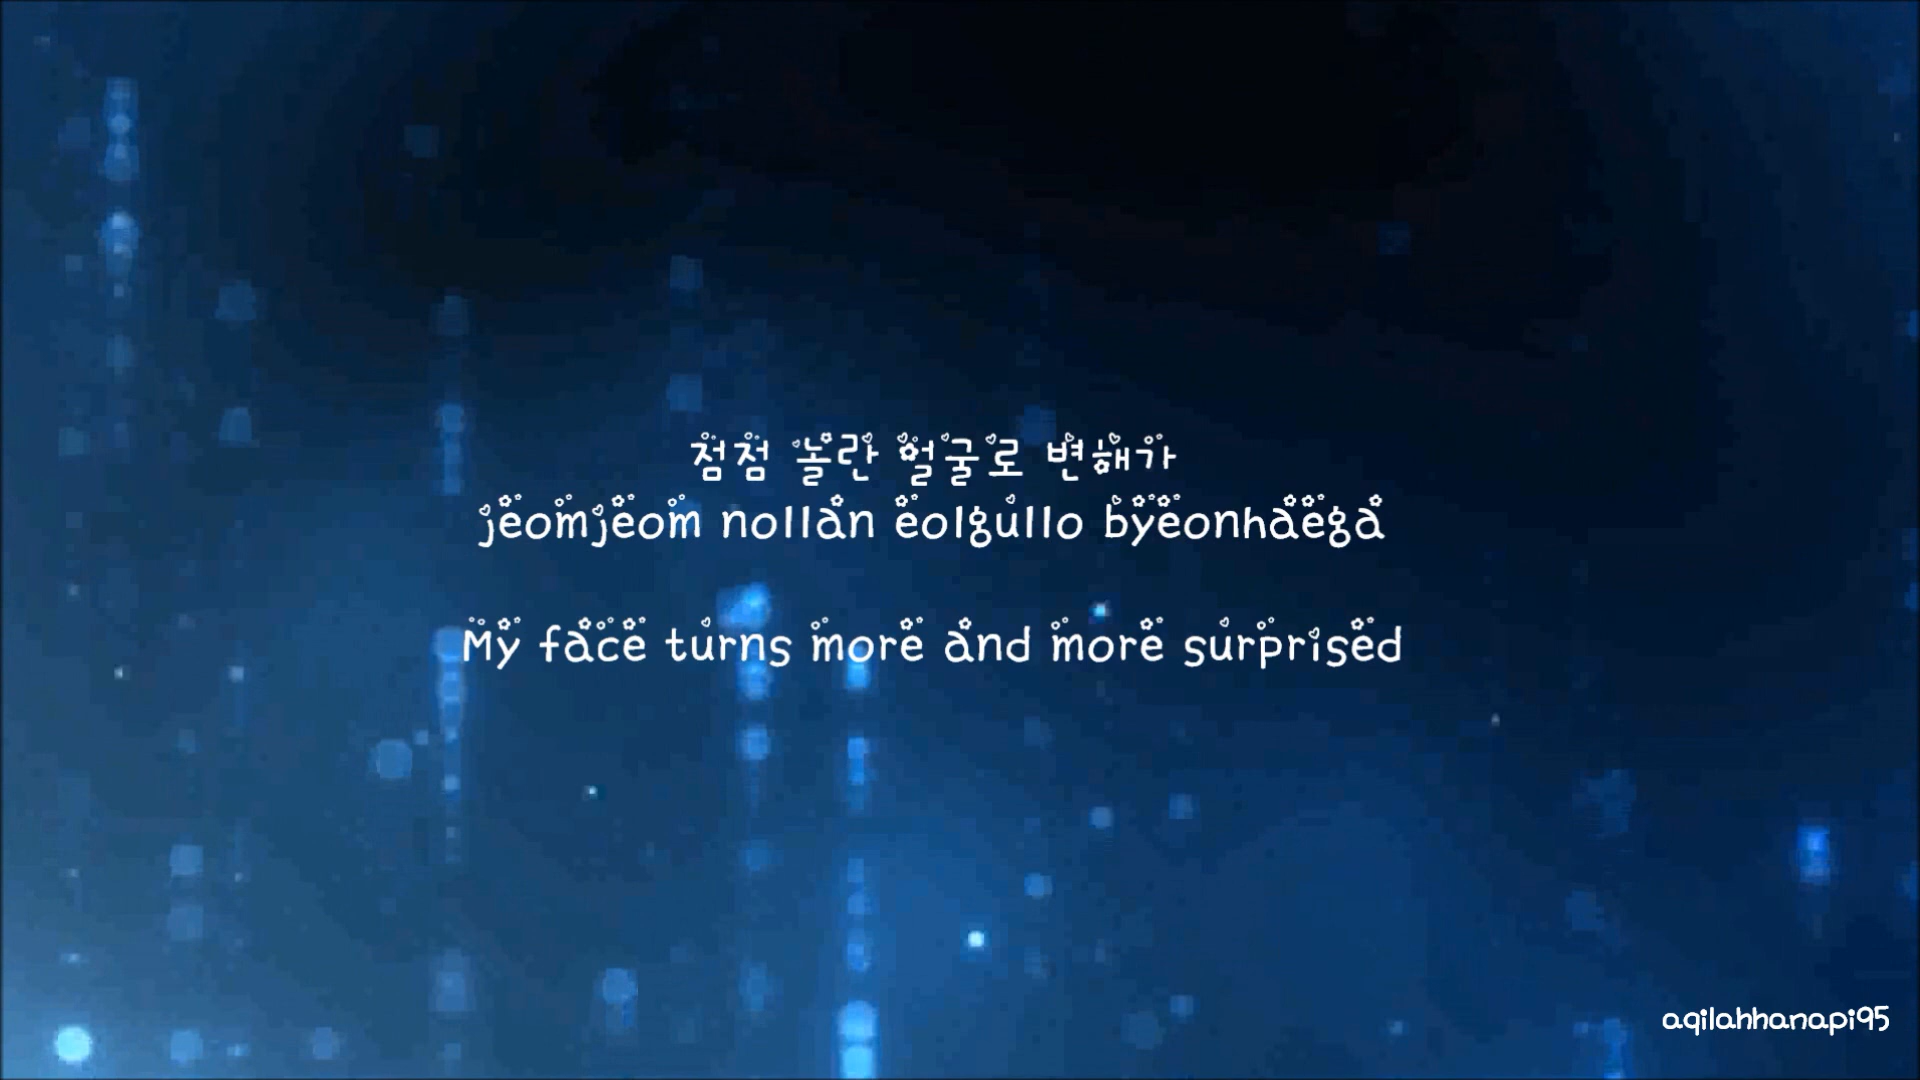 점점 놀란 얼굴로 변해가
jeomjeom nollan eolgullo byeonhaega
My face turns more and more surprised
aqilahhanapi95